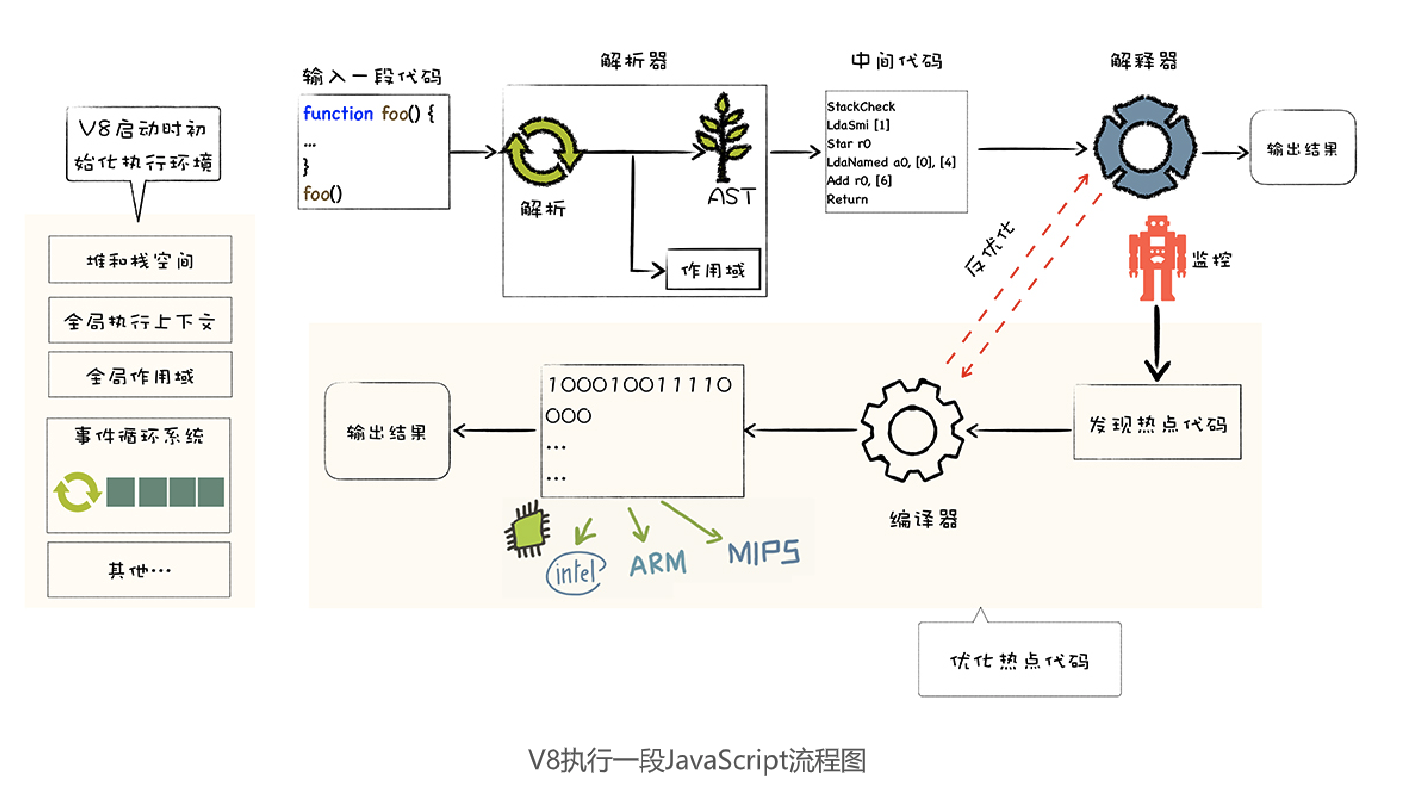 V8启动时初
始化执行环境
堆和栈空间
全局执行上下文
全局作用域
事件循环系统
其他…
输入一段代码
function foo() {
...
}
foo()
解析器
解析
AST
作用域
中间代码
StackCheck
LdaSmi [1]
Star r0
LdaNamed a0, [0], [4]
Add r0, [6]
Return
解释器
输出结果
反优化
监控
发现热点代码
编译器
100010011110
000
...
...
输出结果
intel
ARM
MIPS
优化热点代码
V8执行一段JavaScript流程图